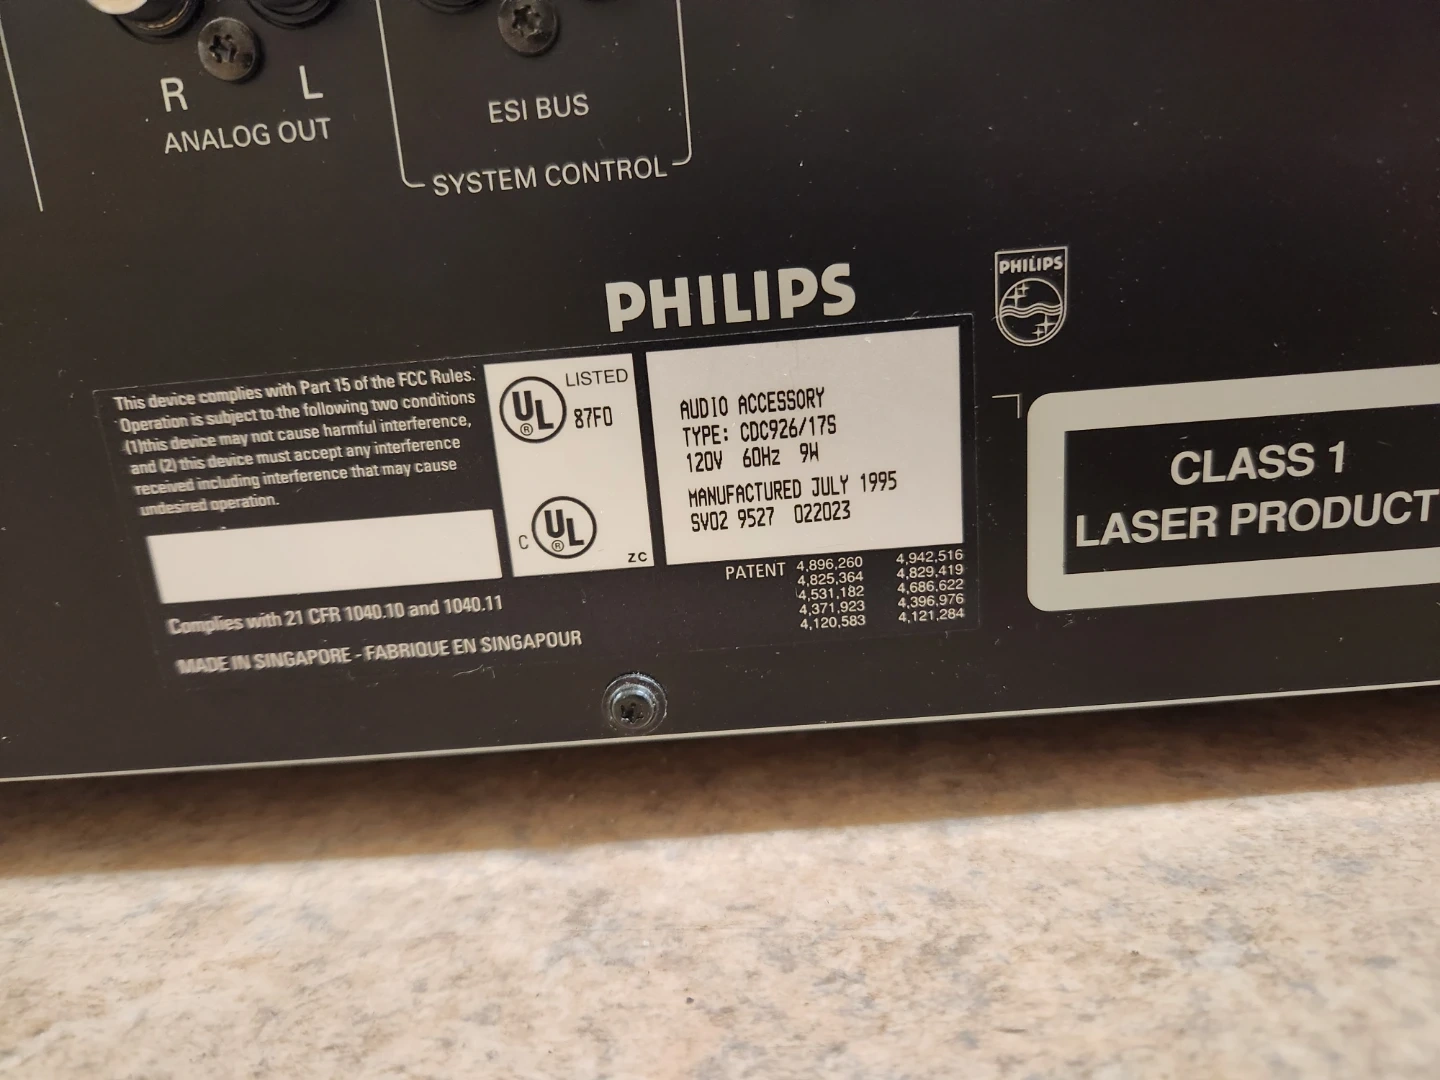 R L
ANALOG OUT
ESI BUS
SYSTEM CONTROL
PHILIPS
PHILIPS
This device complies with Part 15 of the FCC Rules.
Operation is subject to the following two conditions
(1)this device may not cause harmful interference,
and (2) this device must accept any interference
received including interference that may cause
undesired operation.
UL ® LISTED
87F0
C UL ®
ZC
AUDIO ACCESSORY
TYPE: CDC926/17S
120V 60Hz 9W
MANUFACTURED JULY 1995
SV02 9527 022023
PATENT 4,896,260 4,942,516
4,825,364 4,829,419
4,531,182 4,686,622
4,371,923 4,396,976
4,120,583 4,121,284
Complies with 21 CFR 1040.10 and 1040.11
MADE IN SINGAPORE - FABRIQUE EN SINGAPOUR
CLASS 1
LASER PRODUCT